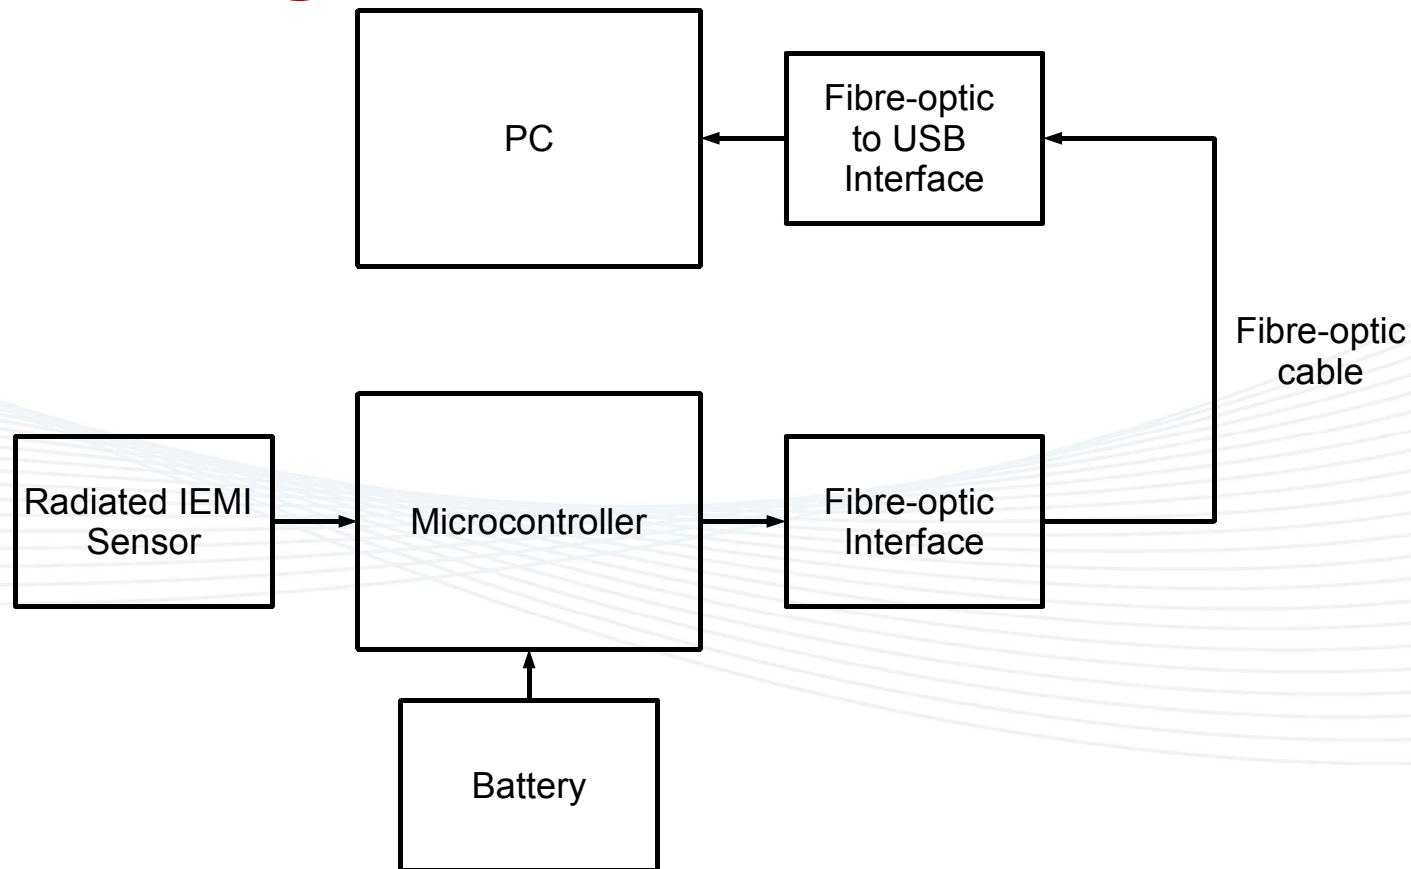 PC
Fibre-optic
to USB
Interface
Fibre-optic
cable
Radiated IEMI
Sensor
Microcontroller
Fibre-optic
Interface
Battery